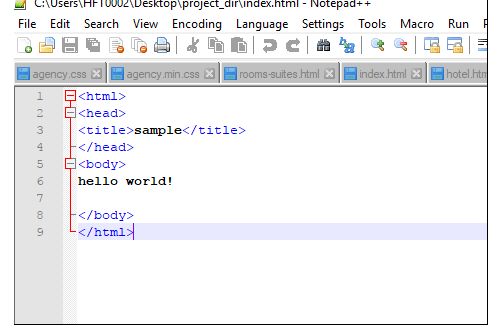 C:\Users\HFT0002\Desktop\project_dir\index.html - Notepad++
File Edit Search View Encoding Language Settings Tools Macro Run
agency.css agency.min.css rooms-suites.html index.html hotel.htm
1 <html>
2 <head>
3 <title>sample</title>
4 </head>
5 <body>
6 hello world!
7
8 </body>
9 </html>